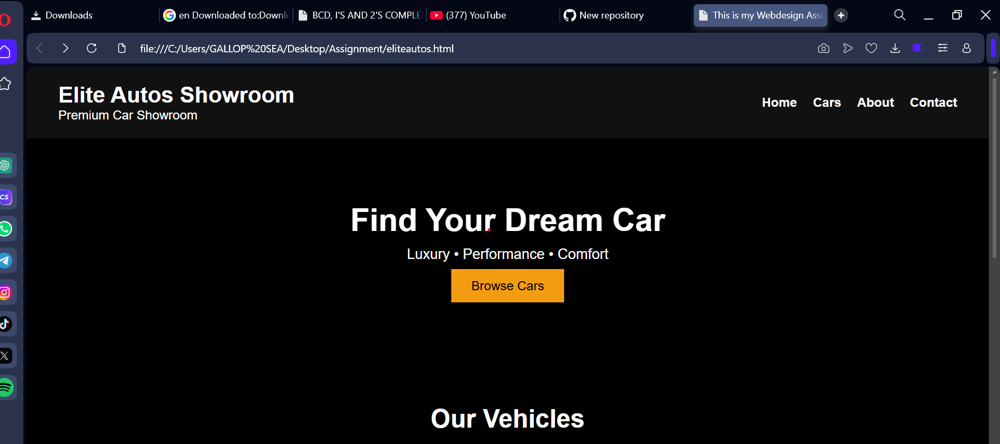 Downloads
en Downloaded to:Downlo
BCD, I'S AND 2'S COMPLE
(377) YouTube
New repository
This is my Webdesign Assi
file:///C:/Users/GALLOP%20SEA/Desktop/Assignment/eliteautos.html
Elite Autos Showroom
Premium Car Showroom
Home
Cars
About
Contact
Find Your Dream Car
Luxury • Performance • Comfort
Browse Cars
Our Vehicles
CS